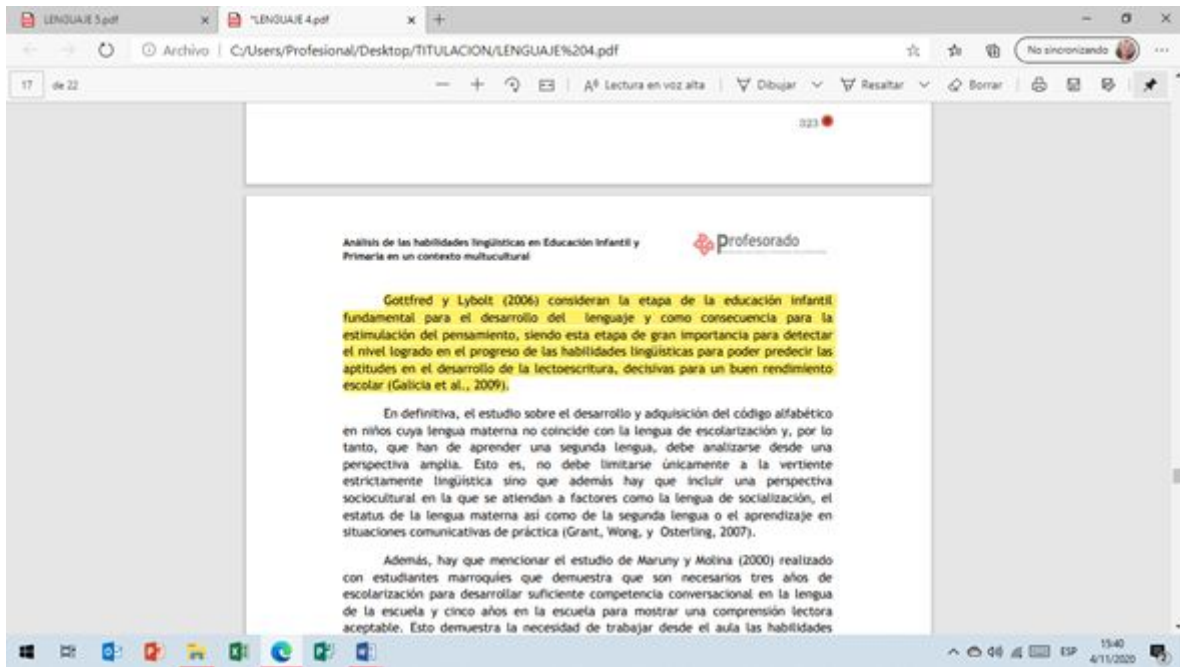 LENGUAJE 5.pdf
*LENGUAJE 4.pdf
Archivo | C:/Users/Profesional/Desktop/TITULACION/LENGUAJE%204.pdf
No sincronizando
17 de 22
Lectura en voz alta
Dibujar
Resaltar
Borrar
323
Análisis de las habilidades lingüísticas en Educación Infantil y
Primaria en un contexto multucultural
Profesorado
Gottfred y Lybolt (2006) consideran la etapa de la educación infantil
fundamental para el desarrollo del lenguaje y como consecuencia para la
estimulación del pensamiento, siendo esta etapa de gran importancia para detectar
el nivel logrado en el progreso de las habilidades lingüísticas para poder predecir las
aptitudes en el desarrollo de la lectoescritura, decisivas para un buen rendimiento
escolar (Galicia et al., 2009).
En definitiva, el estudio sobre el desarrollo y adquisición del código alfabético
en niños cuya lengua materna no coincide con la lengua de escolarización y, por lo
tanto, que han de aprender una segunda lengua, debe analizarse desde una
perspectiva amplia. Esto es, no debe limitarse únicamente a la vertiente
estrictamente lingüística sino que además hay que incluir una perspectiva
sociocultural en la que se atiendan a factores como la lengua de socialización, el
estatus de la lengua materna así como de la segunda lengua o el aprendizaje en
situaciones comunicativas de práctica (Grant, Wong, y Osterling, 2007).
Además, hay que mencionar el estudio de Maruny y Molina (2000) realizado
con estudiantes marroquíes que demuestra que son necesarios tres años de
escolarización para desarrollar suficiente competencia conversacional en la lengua
de la escuela y cinco años en la escuela para mostrar una comprensión lectora
aceptable. Esto demuestra la necesidad de trabajar desde el aula las habilidades
ESP
15:40
4/11/2020